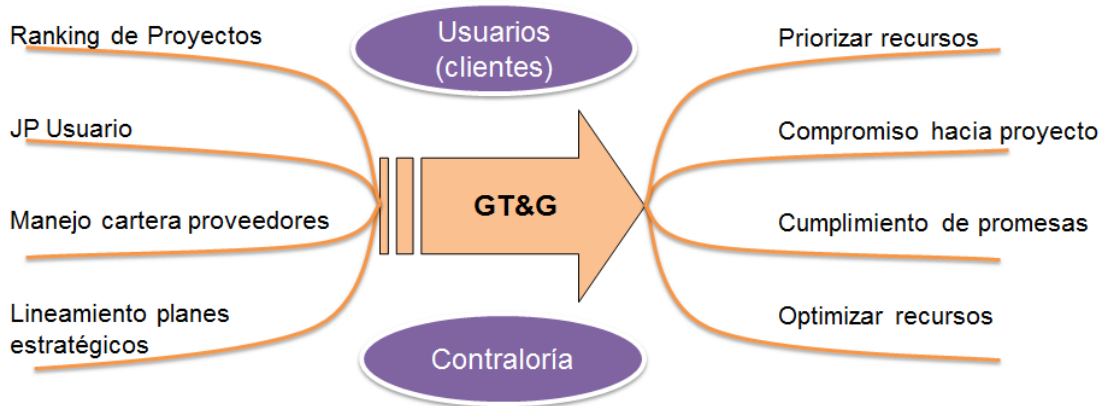 Ranking de Proyectos
JP Usuario
Manejo cartera proveedores
Lineamiento planes
estratégicos
Usuarios
(clientes)
GT&G
Contraloría
Priorizar recursos
Compromiso hacia proyecto
Cumplimiento de promesas
Optimizar recursos